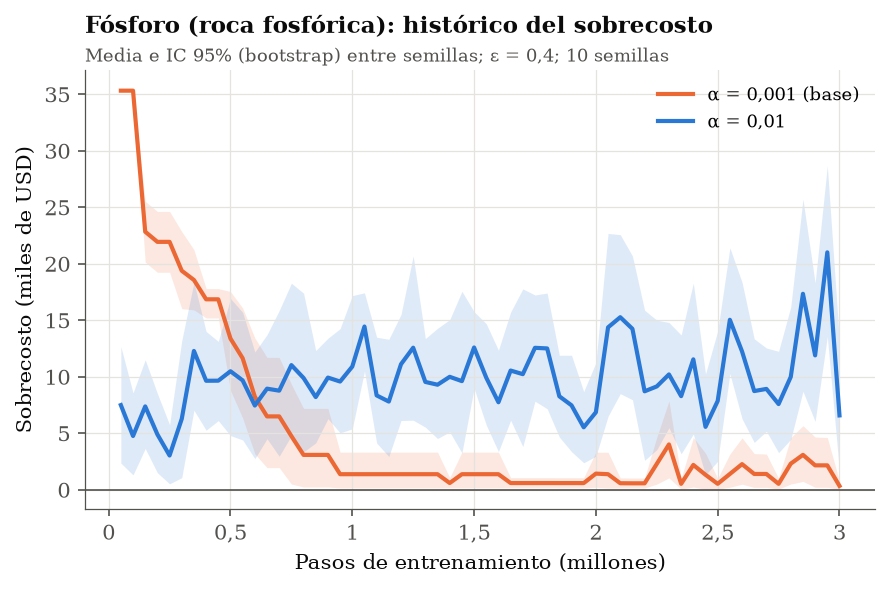 Fósforo (roca fosfórica): histórico del sobrecosto
Media e IC 95% (bootstrap) entre semillas; ε = 0,4; 10 semillas
α = 0,001 (base)
α = 0,01
Sobrecosto (miles de USD)
35
30
25
20
15
10
5
0
0
0,5
1
1,5
2
2,5
3
Pasos de entrenamiento (millones)